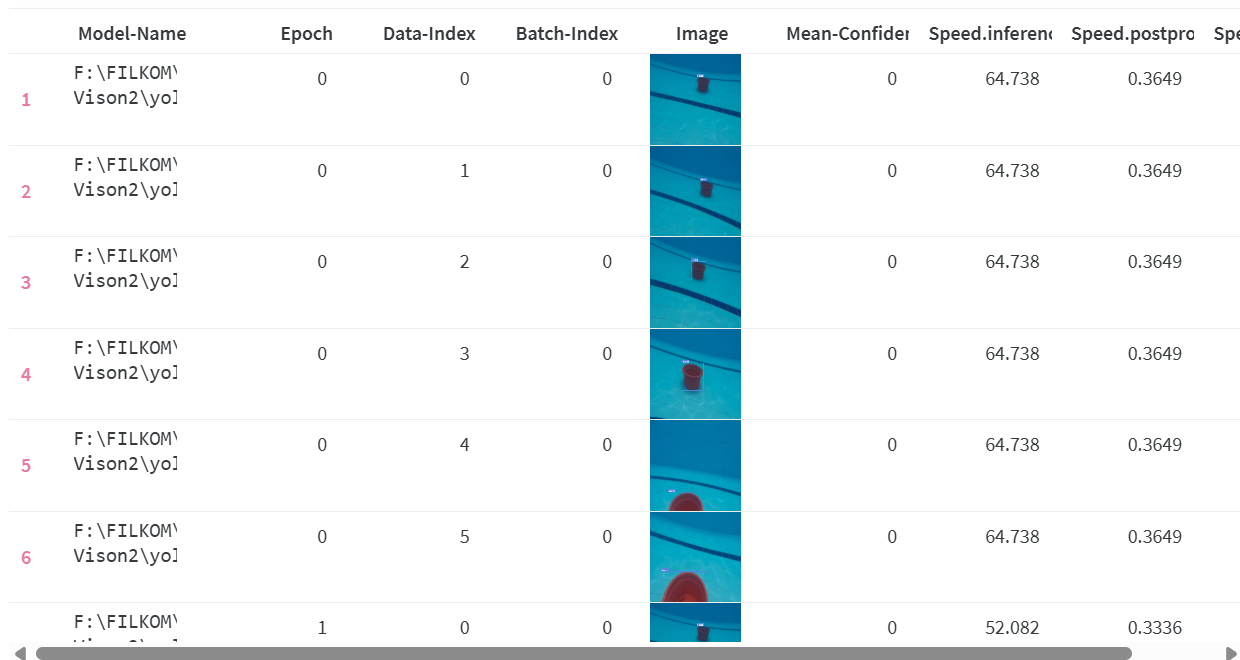 Model-Name Epoch Data-Index Batch-Index Image Mean-Confider Speed.inferenc Speed.postpro Spe
1 F:\FILKOM\ 0 0 0 0 64.738 0.3649
Vison2\yol
2 F:\FILKOM\ 0 1 0 0 64.738 0.3649
Vison2\yol
3 F:\FILKOM\ 0 2 0 0 64.738 0.3649
Vison2\yol
4 F:\FILKOM\ 0 3 0 0 64.738 0.3649
Vison2\yol
5 F:\FILKOM\ 0 4 0 0 64.738 0.3649
Vison2\yol
6 F:\FILKOM\ 0 5 0 0 64.738 0.3649
Vison2\yol
F:\FILKOM\ 1 0 0 0 52.082 0.3336